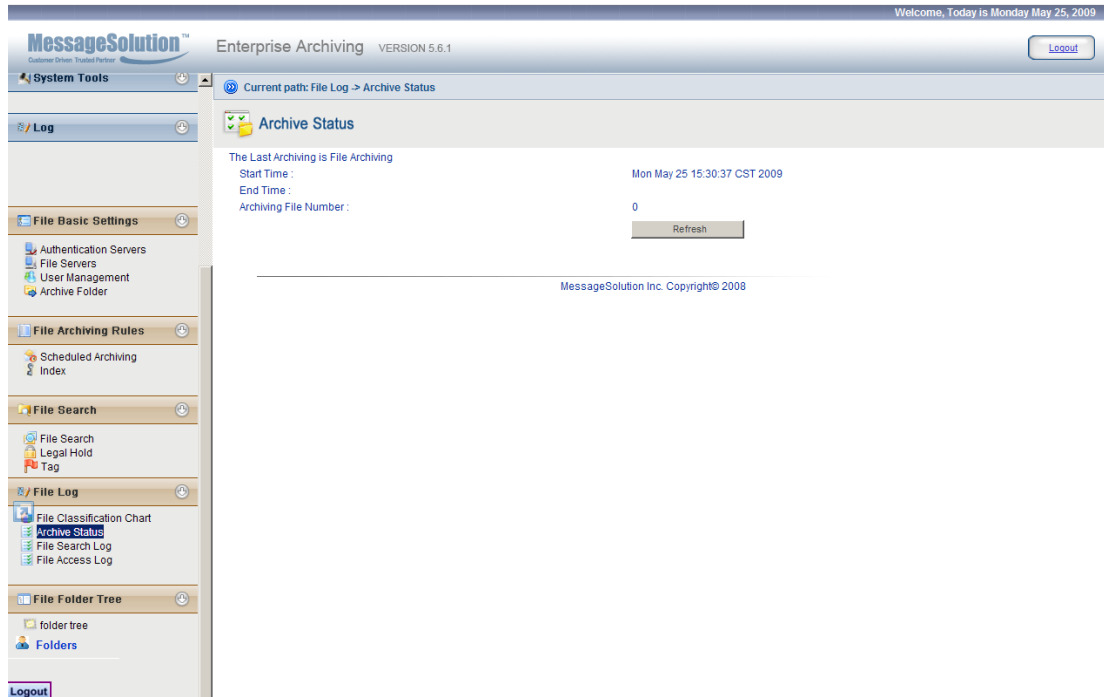 Welcome, Today is Monday May 25, 2009
MessageSolution™
Customer Driven Trusted Partner
Enterprise Archiving VERSION 5.6.1
Logout
System Tools
Log
File Basic Settings
Authentication Servers
File Servers
User Management
Archive Folder
File Archiving Rules
Scheduled Archiving
Index
File Search
File Search
Legal Hold
Tag
File Log
File Classification Chart
Archive Status
File Search Log
File Access Log
File Folder Tree
folder tree
Folders
Logout
Current path: File Log -> Archive Status
Archive Status
The Last Archiving is File Archiving
Start Time : Mon May 25 15:30:37 CST 2009
End Time :
Archiving File Number : 0
Refresh
MessageSolution Inc. Copyright© 2008